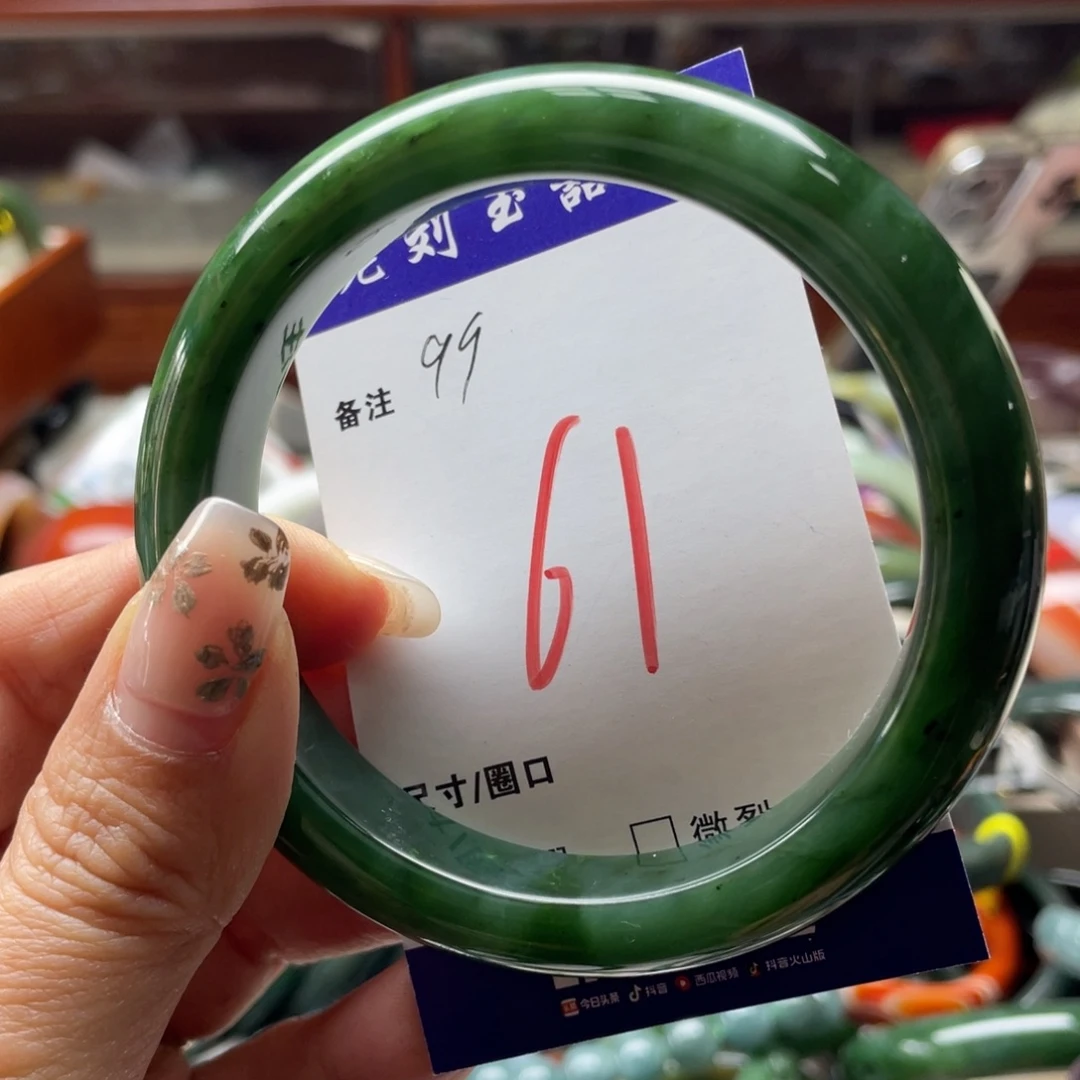 刘玉記
备注 99
61
尺寸/圈口
微裂
今日头条 抖音 西瓜视频 抖音火山版